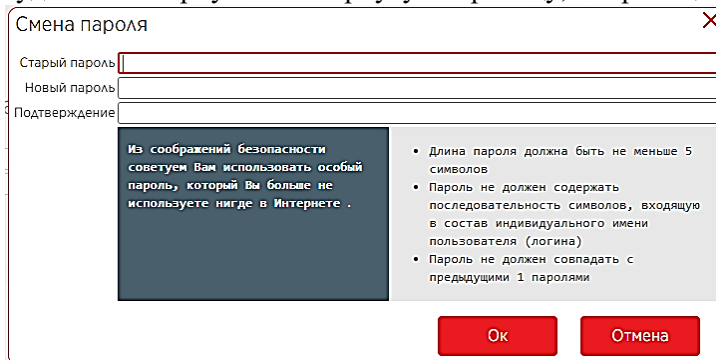 Смена пароля
Старый пароль
Новый пароль
Подтверждение
Из соображений безопасности
советуем Вам использовать особый
пароль, который Вы больше не
используете нигде в Интернете .
• Длина пароля должна быть не меньше 5
символов
• Пароль не должен содержать
последовательность символов, входящую
в состав индивидуального имени
пользователя (логина)
• Пароль не должен совпадать с
предыдущими 1 паролями
Ок
Отмена